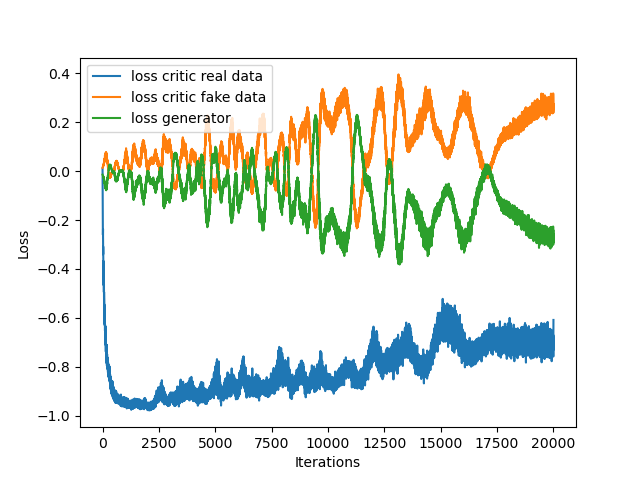 loss critic real data
loss critic fake data
loss generator
0.4
0.2
0.0
−0.2
−0.4
−0.6
−0.8
−1.0
Loss
0 2500 5000 7500 10000 12500 15000 17500 20000
Iterations